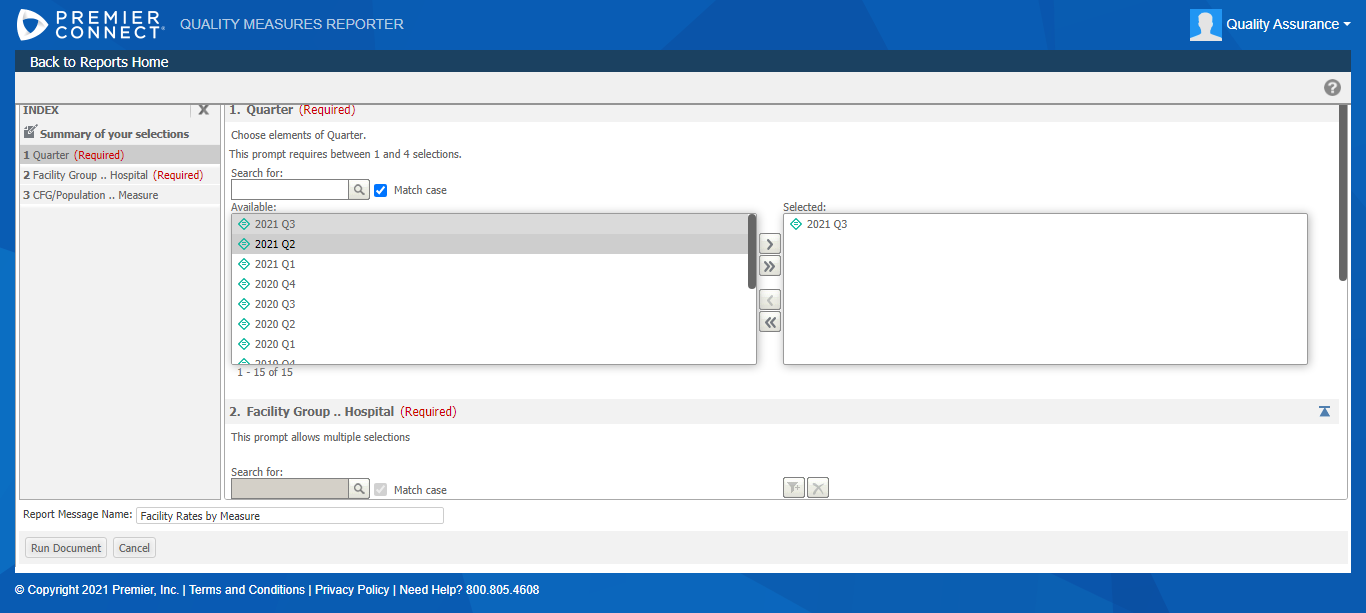 PREMIER
CONNECT
QUALITY MEASURES REPORTER
Quality Assurance
Back to Reports Home
?
INDEX
X
Summary of your selections
1 Quarter (Required)
2 Facility Group .. Hospital (Required)
3 CFG/Population .. Measure
1. Quarter (Required)
Choose elements of Quarter.
This prompt requires between 1 and 4 selections.
Search for:
Match case
Available:
2021 Q3
2021 Q2
2021 Q1
2020 Q4
2020 Q3
2020 Q2
2020 Q1
2019 Q4
1 - 15 of 15
Selected:
2021 Q3
2. Facility Group .. Hospital (Required)
This prompt allows multiple selections
Search for:
Match case
Report Message Name: Facility Rates by Measure
Run Document Cancel
© Copyright 2021 Premier, Inc. | Terms and Conditions | Privacy Policy | Need Help? 800.805.4608